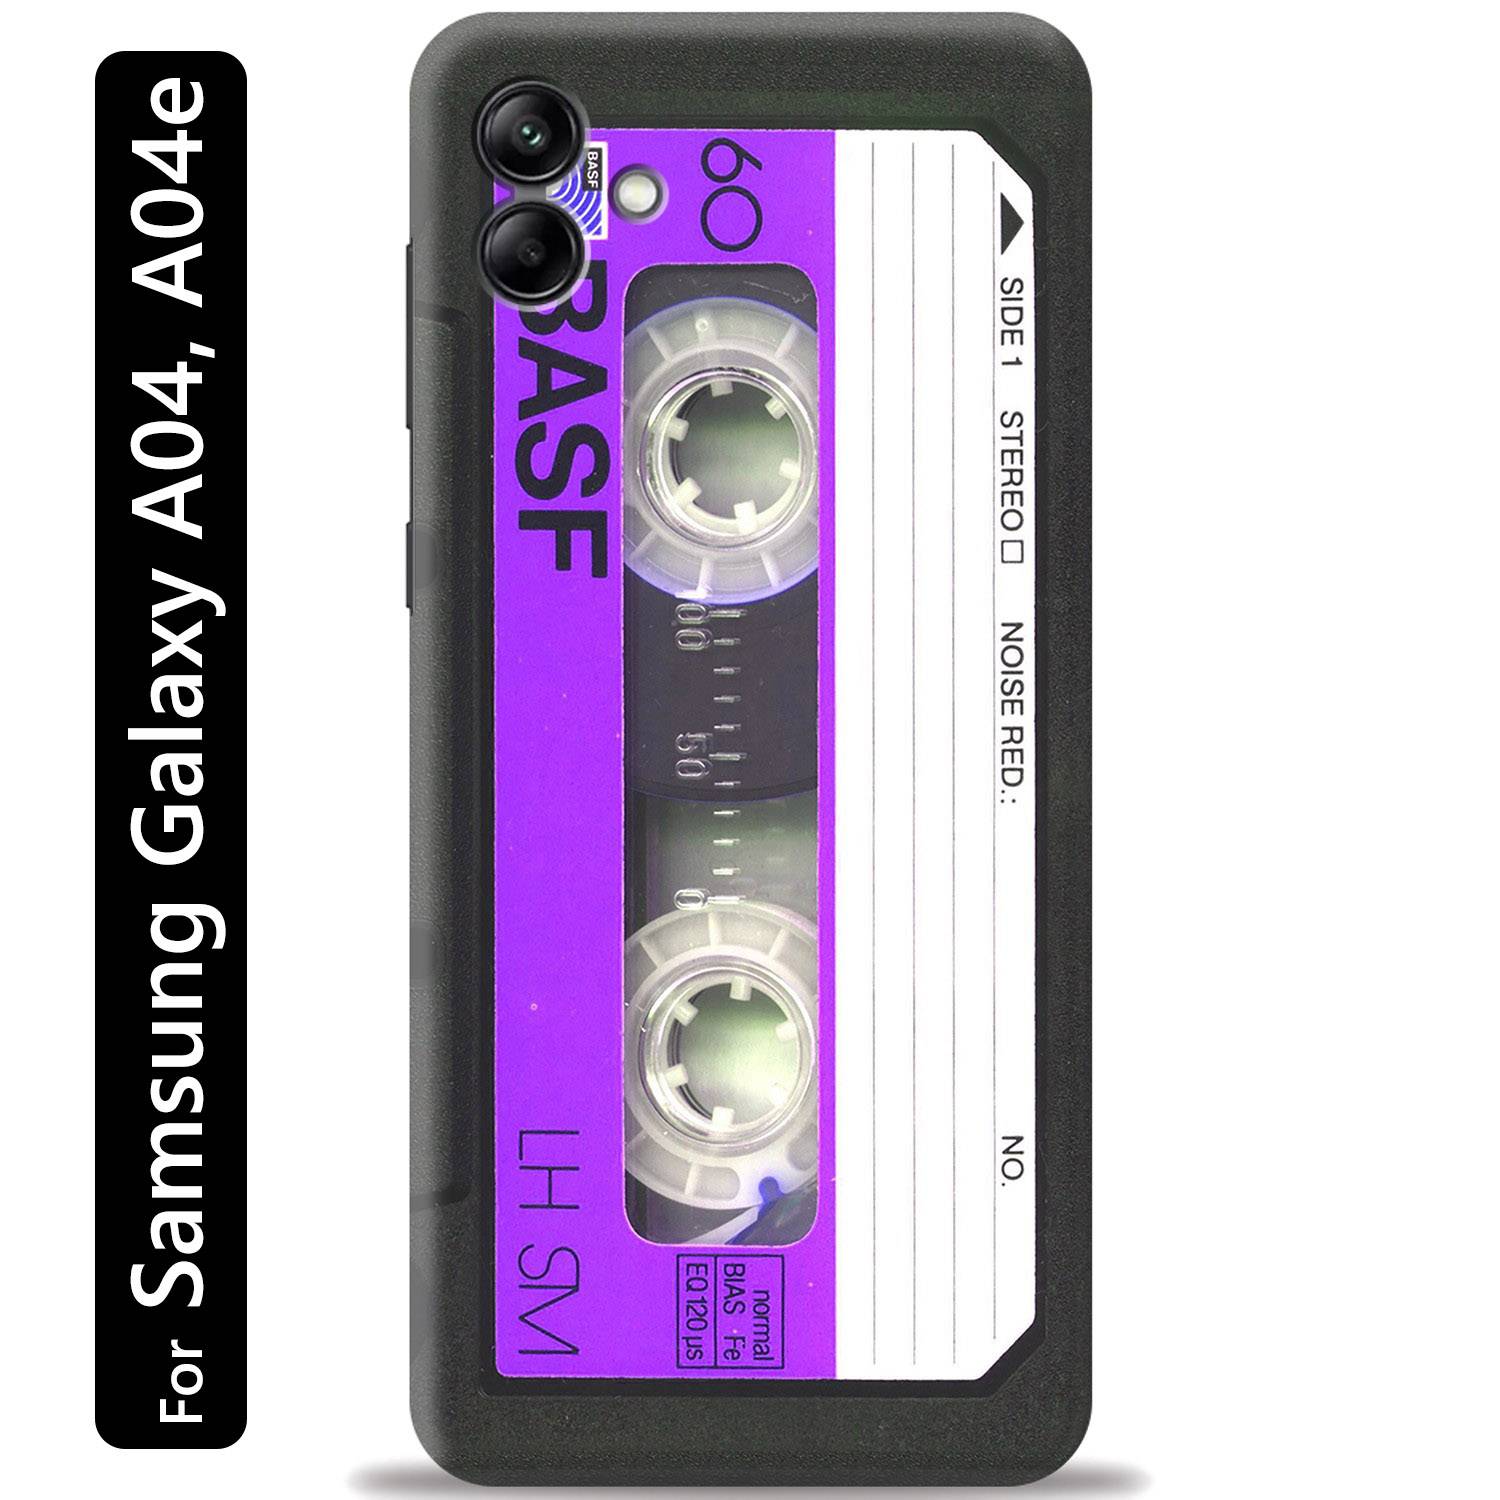 For Samsung Galaxy A04, A04e
▲ SIDE 1 STEREO □ NOISE RED.: NO.
60
BASF
BASF
100
50
0
LH SM
normal
BIAS Fe
EQ 120 µs